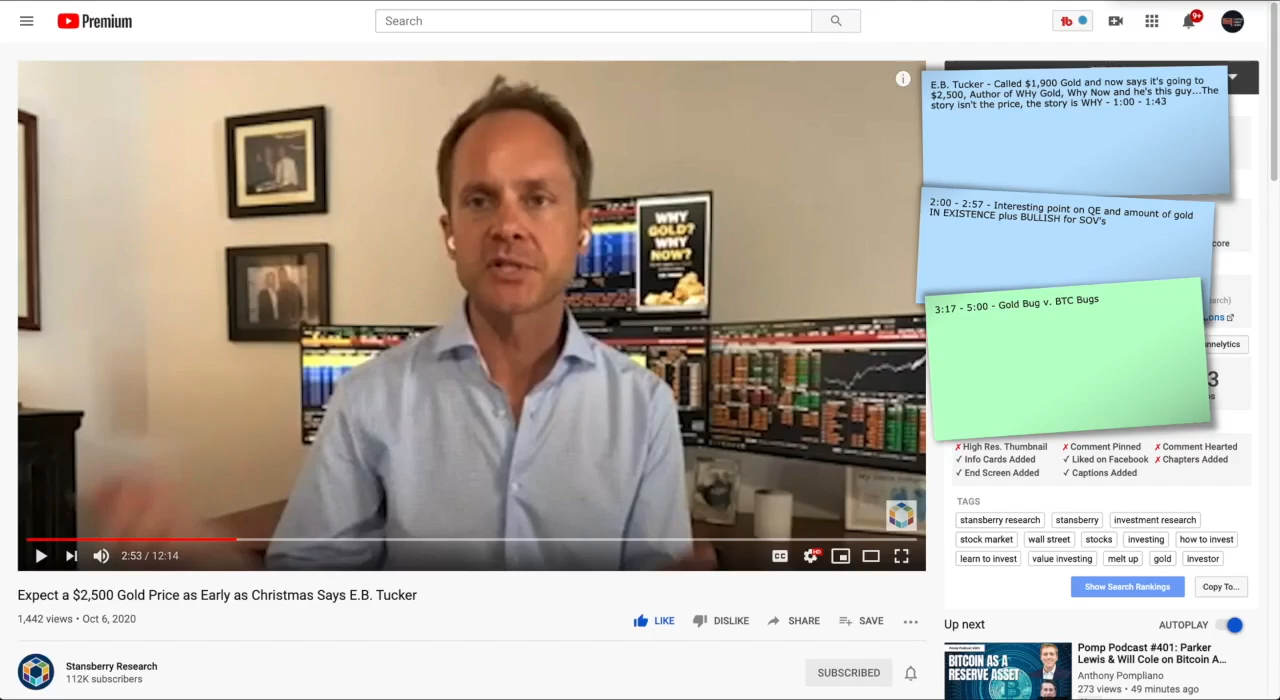 Premium
Search
tb
9+
E.B. Tucker - Called $1,900 Gold and now says it's going to
$2,500, Author of WHy Gold, Why Now and he's this guy...The
story isn't the price, the story is WHY - 1:00 - 1:43
2:00 - 2:57 - Interesting point on QE and amount of gold
IN EXISTENCE plus BULLISH for SOV's
3:17 - 5:00 - Gold Bug v. BTC Bugs
WHY
GOLD?
WHY
NOW?
core
3
✗ High Res. Thumbnail ✗ Comment Pinned ✗ Comment Hearted
✓ Info Cards Added ✓ Liked on Facebook ✗ Chapters Added
✓ End Screen Added ✓ Captions Added
TAGS
stansberry research stansberry investment research
stock market wall street stocks investing how to invest
learn to invest value investing melt up gold investor
Show Search Rankings Copy To...
2:53 / 12:14
CC
HD
Expect a $2,500 Gold Price as Early as Christmas Says E.B. Tucker
1,442 views • Oct 6, 2020
LIKE DISLIKE SHARE SAVE
Stansberry Research
112K subscribers
SUBSCRIBED
Up next AUTOPLAY
BITCOIN AS A
RESERVE ASSET
Pomp Podcast #401: Parker
Lewis & Will Cole on Bitcoin A...
Anthony Pompliano
273 views • 49 minutes ago